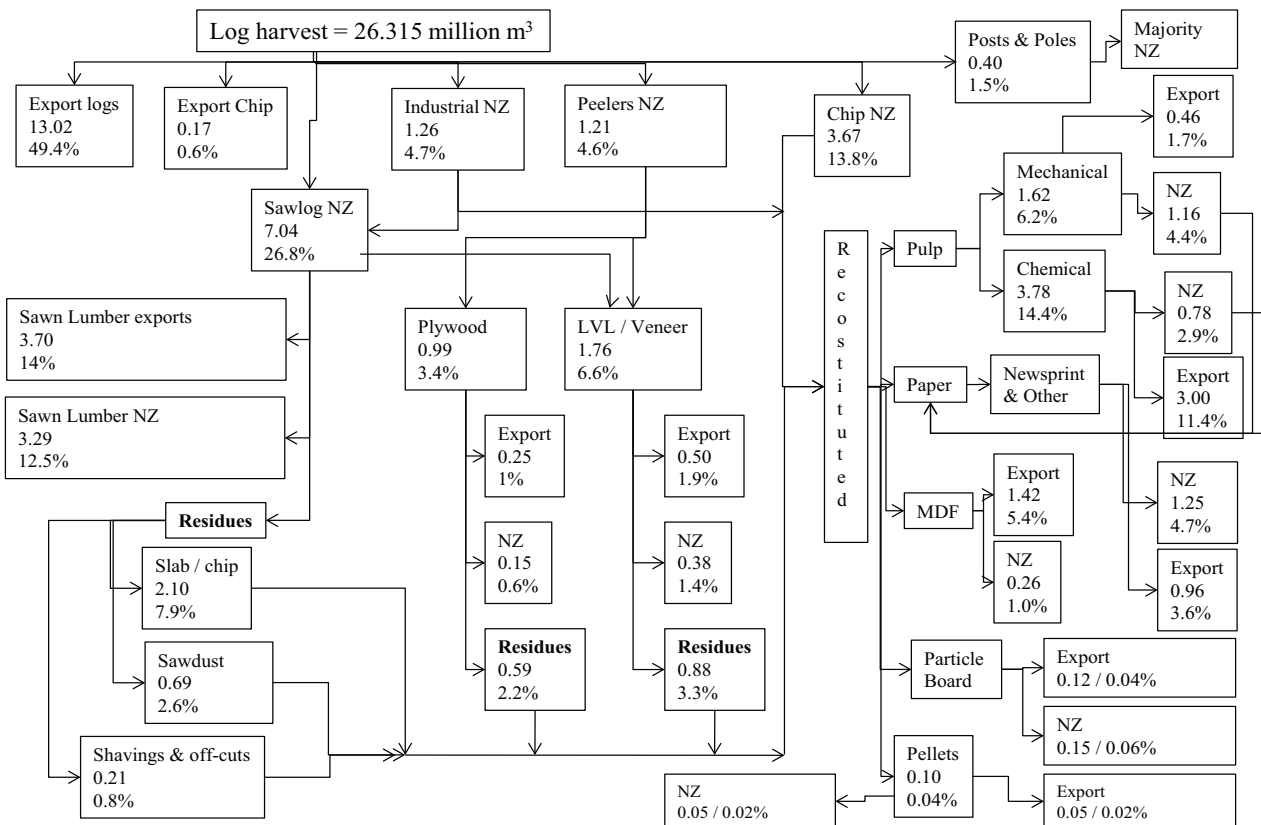 Log harvest = 26.315 million m³
Posts & Poles
0.40
1.5%
Majority
NZ
Export logs
13.02
49.4%
Export Chip
0.17
0.6%
Industrial NZ
1.26
4.7%
Peelers NZ
1.21
4.6%
Chip NZ
3.67
13.8%
Export
0.46
1.7%
Mechanical
1.62
6.2%
NZ
1.16
4.4%
Sawlog NZ
7.04
26.8%
Recostituted
Pulp
Chemical
3.78
14.4%
NZ
0.78
2.9%
Sawn Lumber exports
3.70
14%
Plywood
0.99
3.4%
LVL / Veneer
1.76
6.6%
Paper
Newsprint
& Other
Export
3.00
11.4%
Sawn Lumber NZ
3.29
12.5%
Export
0.25
1%
Export
0.50
1.9%
Export
1.42
5.4%
NZ
1.25
4.7%
MDF
Residues
NZ
0.15
0.6%
NZ
0.38
1.4%
NZ
0.26
1.0%
Export
0.96
3.6%
Slab / chip
2.10
7.9%
Residues
0.59
2.2%
Residues
0.88
3.3%
Sawdust
0.69
2.6%
Particle
Board
Export
0.12 / 0.04%
NZ
0.15 / 0.06%
Shavings & off-cuts
0.21
0.8%
Pellets
0.10
0.04%
NZ
0.05 / 0.02%
Export
0.05 / 0.02%